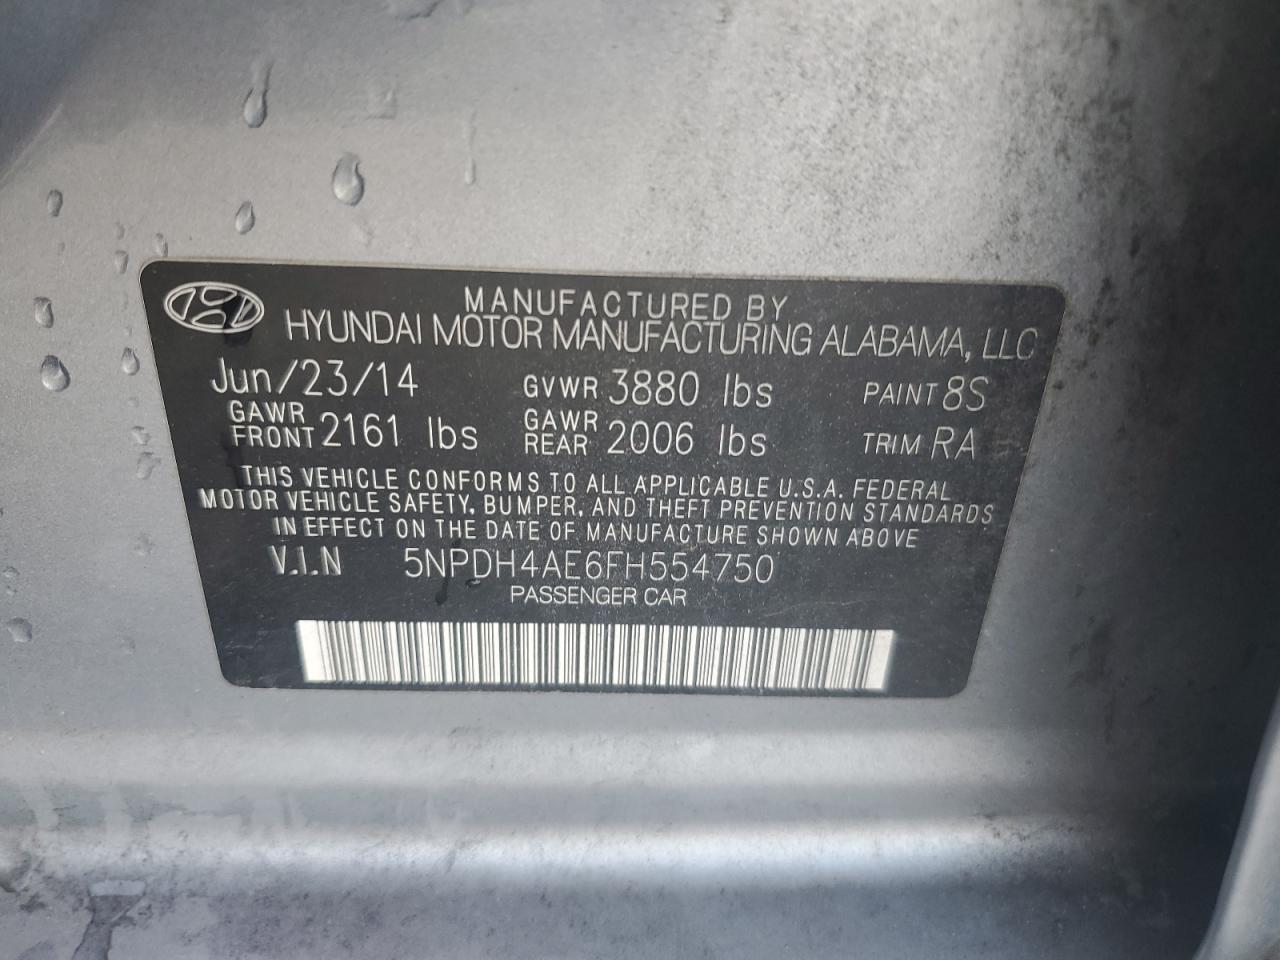 MANUFACTURED BY
HYUNDAI MOTOR MANUFACTURING ALABAMA, LLC
Jun/23/14 GVWR 3880 lbs PAINT 8S
GAWR FRONT 2161 lbs GAWR REAR 2006 lbs TRIM RA
THIS VEHICLE CONFORMS TO ALL APPLICABLE U.S.A. FEDERAL
MOTOR VEHICLE SAFETY, BUMPER, AND THEFT PREVENTION STANDARDS
IN EFFECT ON THE DATE OF MANUFACTURE SHOWN ABOVE
V.I.N 5NPDH4AE6FH554750
PASSENGER CAR